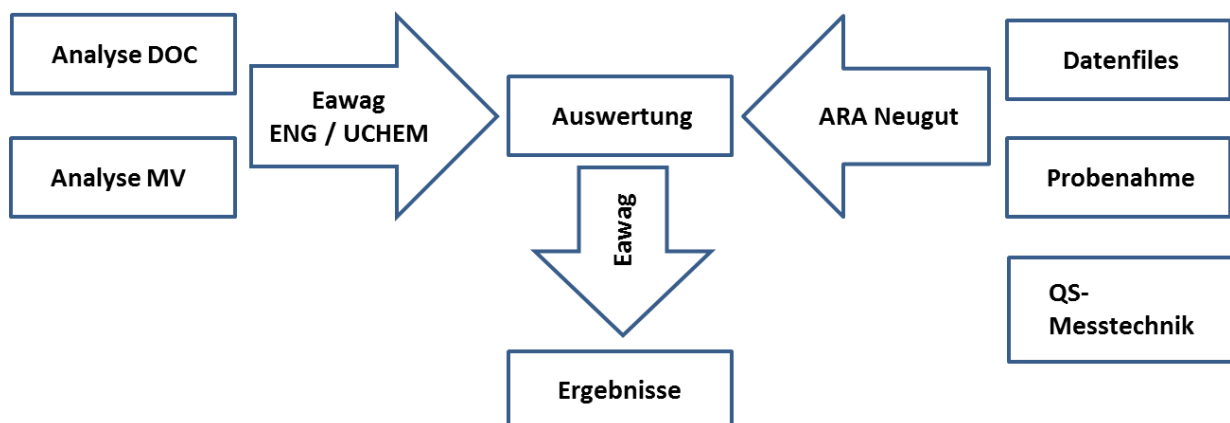 Analyse DOC
Analyse MV
Eawag
ENG / UCHEM
Auswertung
ARA Neugut
Datenfiles
Probenahme
QS-
Messtechnik
Eawag
Ergebnisse